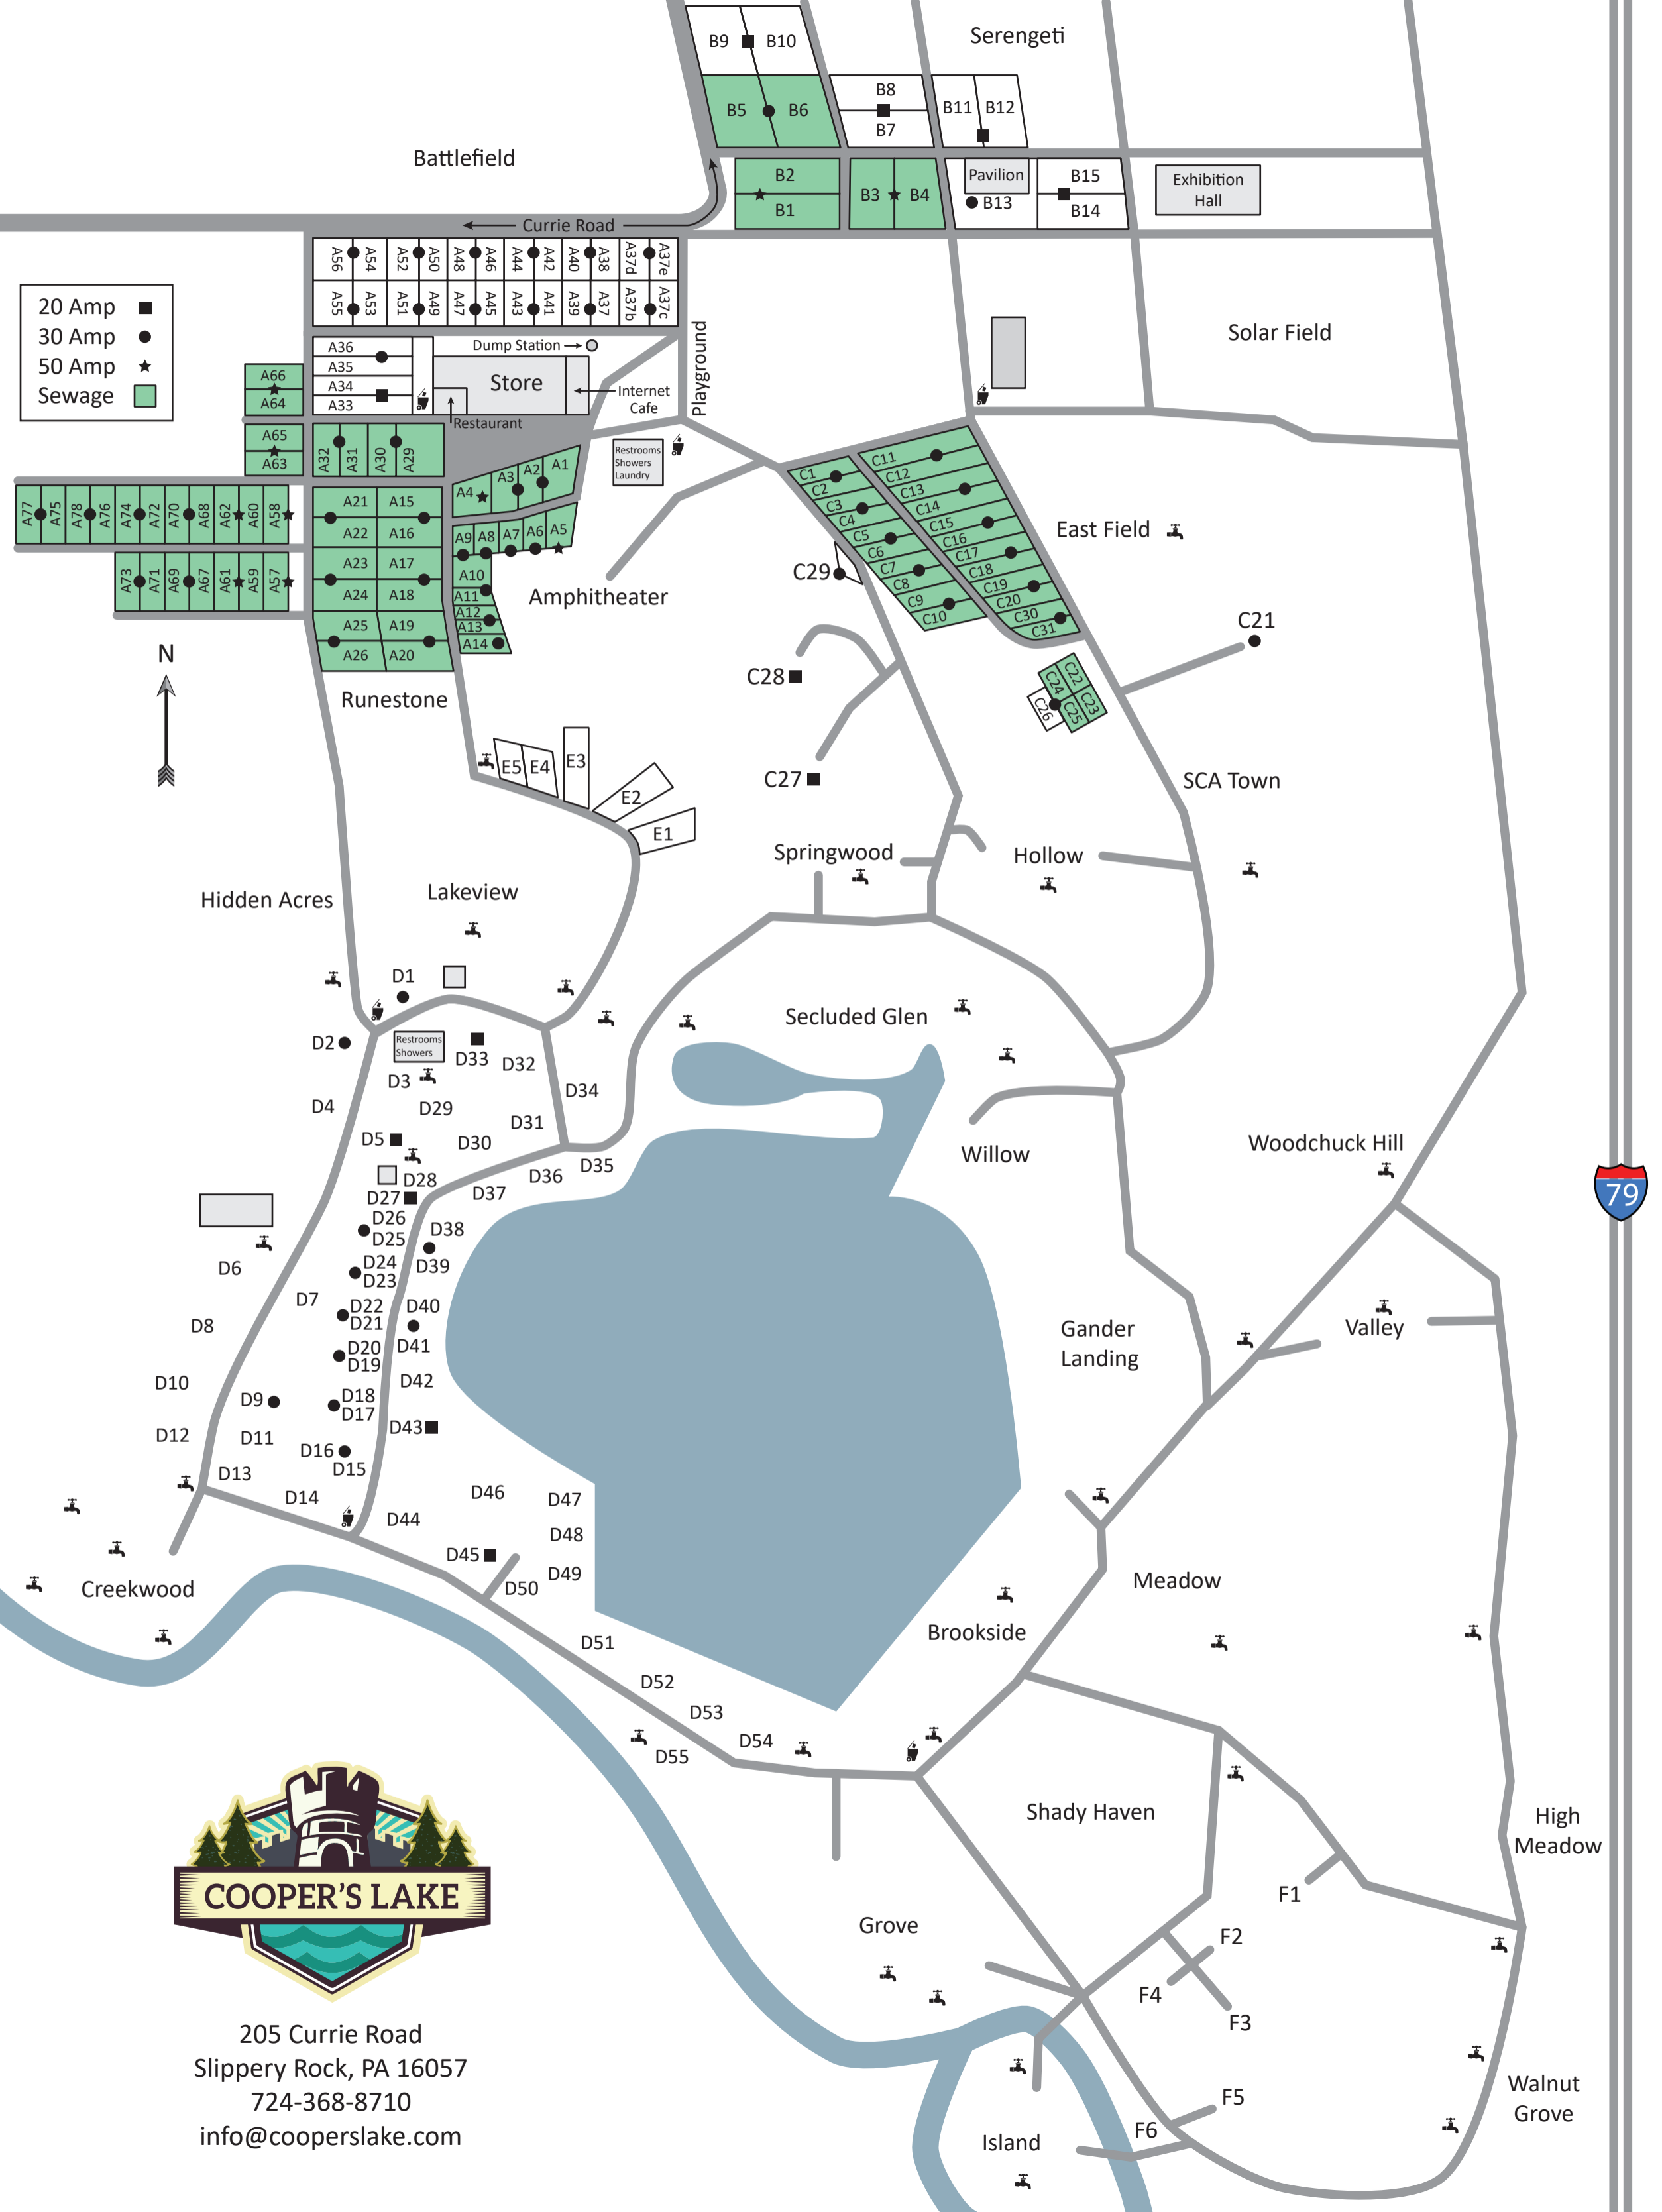 Serengeti
B9
B10
B5
B6
B8
B7
B11
B12
Battlefield
B2
B1
B3
B4
Pavilion
B13
B15
B14
Exhibition
Hall
Currie Road
A56
A54
A52
A50
A48
A46
A44
A42
A40
A38
A37d
A37e
A55
A53
A51
A49
A47
A45
A43
A41
A39
A37
A37b
A37c
20 Amp
30 Amp
50 Amp
Sewage
A36
A35
A34
A33
Dump Station
Store
Internet
Cafe
Restaurant
Playground
Solar Field
A66
A64
A65
A63
A32
A31
A30
A29
A4
A3
A2
A1
Restrooms
Showers
Laundry
A77
A75
A78
A76
A74
A72
A70
A68
A62
A60
A58
A73
A71
A69
A67
A61
A59
A57
A21
A15
A22
A16
A23
A17
A24
A18
A25
A19
A26
A20
A9
A8
A7
A6
A5
A10
A11
A12
A13
A14
Amphitheater
C1
C2
C3
C4
C5
C6
C7
C8
C9
C10
C11
C12
C13
C14
C15
C16
C17
C18
C19
C20
C30
C31
East Field
C29
C21
C28
C22
C24
C23
C25
C26
C27
N
Runestone
E5
E4
E3
E2
E1
SCA Town
Springwood
Hollow
Hidden Acres
Lakeview
D1
Secluded Glen
D2
Restrooms
Showers
D33
D32
D3
D34
D4
D29
D31
D5
D30
Willow
Woodchuck Hill
D28
D36
D35
D27
D37
79
D26
D25
D38
D39
D6
D24
D23
D7
D22
D21
D40
D8
D20
D19
D41
Gander
Landing
Valley
D10
D42
D9
D18
D17
D12
D11
D43
D16
D15
D13
D14
D46
D47
D44
D48
D45
D49
D50
Creekwood
Meadow
Brookside
D51
D52
D53
D54
D55
Shady Haven
High
Meadow
F1
Grove
F2
F4
F3
Walnut
Grove
F5
F6
Island
COOPER'S LAKE
205 Currie Road
Slippery Rock, PA 16057
724-368-8710
info@cooperslake.com